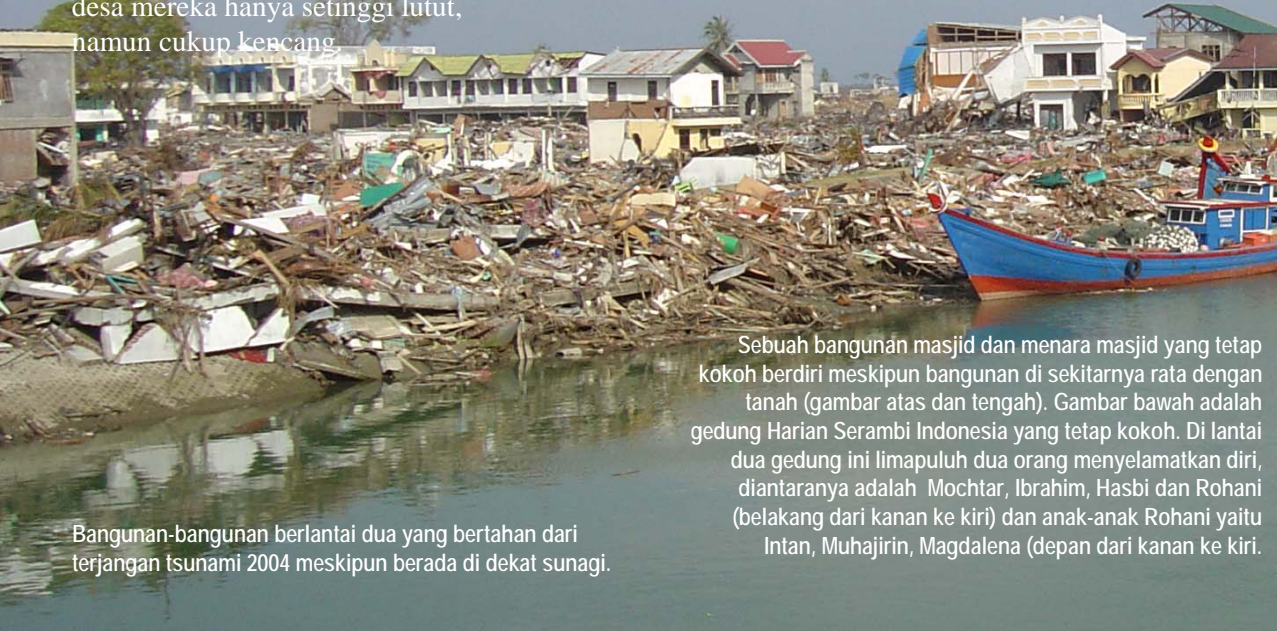 desa mereka hanya setinggi lutut,
namun cukup kencang.
Sebuah bangunan masjid dan menara masjid yang tetap
kokoh berdiri meskipun bangunan di sekitarnya rata dengan
tanah (gambar atas dan tengah). Gambar bawah adalah
gedung Harian Serambi Indonesia yang tetap kokoh. Di lantai
dua gedung ini limapuluh dua orang menyelamatkan diri,
diantaranya adalah  Mochtar, Ibrahim, Hasbi dan Rohani
(belakang dari kanan ke kiri) dan anak-anak Rohani yaitu
Intan, Muhajirin, Magdalena (depan dari kanan ke kiri.
Bangunan-bangunan berlantai dua yang bertahan dari
terjangan tsunami 2004 meskipun berada di dekat sunagi.